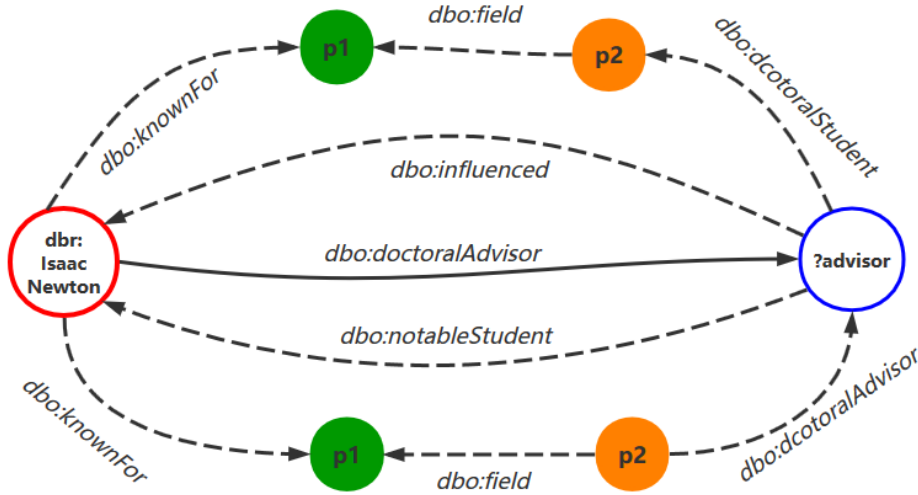 dbo:field
p1
p2
dbo:knownFor
dbo:dcotoralStudent
dbo:influenced
dbr:
Isaac
Newton
dbo:doctoralAdvisor
?advisor
dbo:notableStudent
dbo:knownFor
dbo:dcotoralAdvisor
p1
p2
dbo:field